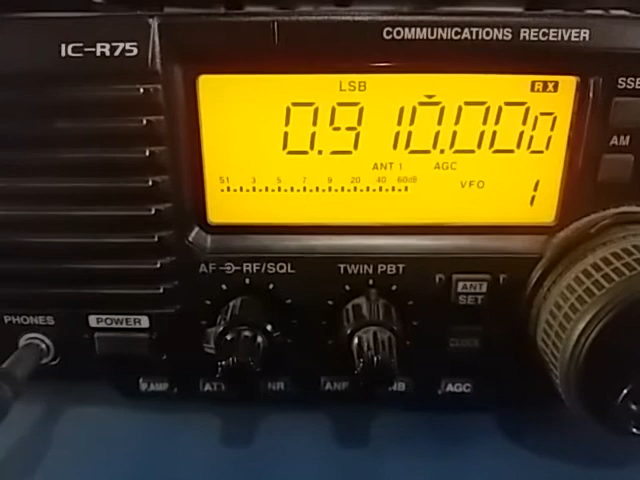 IC-R75
COMMUNICATIONS RECEIVER
LSB
RX
SSB
0.910.000
AM
ANT 1 AGC
S1 3 5 7 9 20 40 60dB
VFO 1
AF RF/SQL
TWIN PBT
ANT
SET
PHONES
POWER
CLOCK
P.AMP
ATT
NR
ANF
NB
AGC